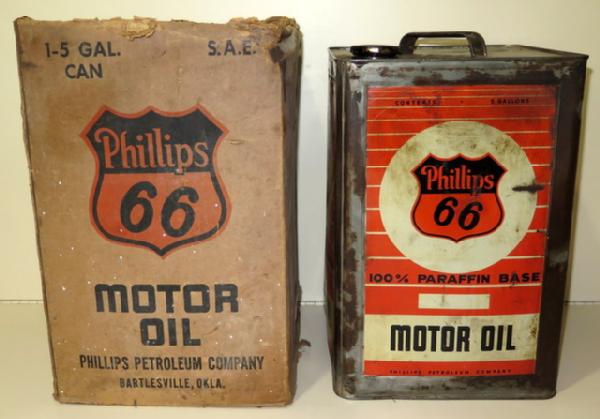 1-5 GAL. S.A.E.
CAN
Phillips
66
MOTOR
OIL
PHILLIPS PETROLEUM COMPANY
BARTLESVILLE, OKLA.
CONTENTS - 5 GALLONS
Phillips
66
100% PARAFFIN BASE
MOTOR OIL
PHILLIPS PETROLEUM COMPANY